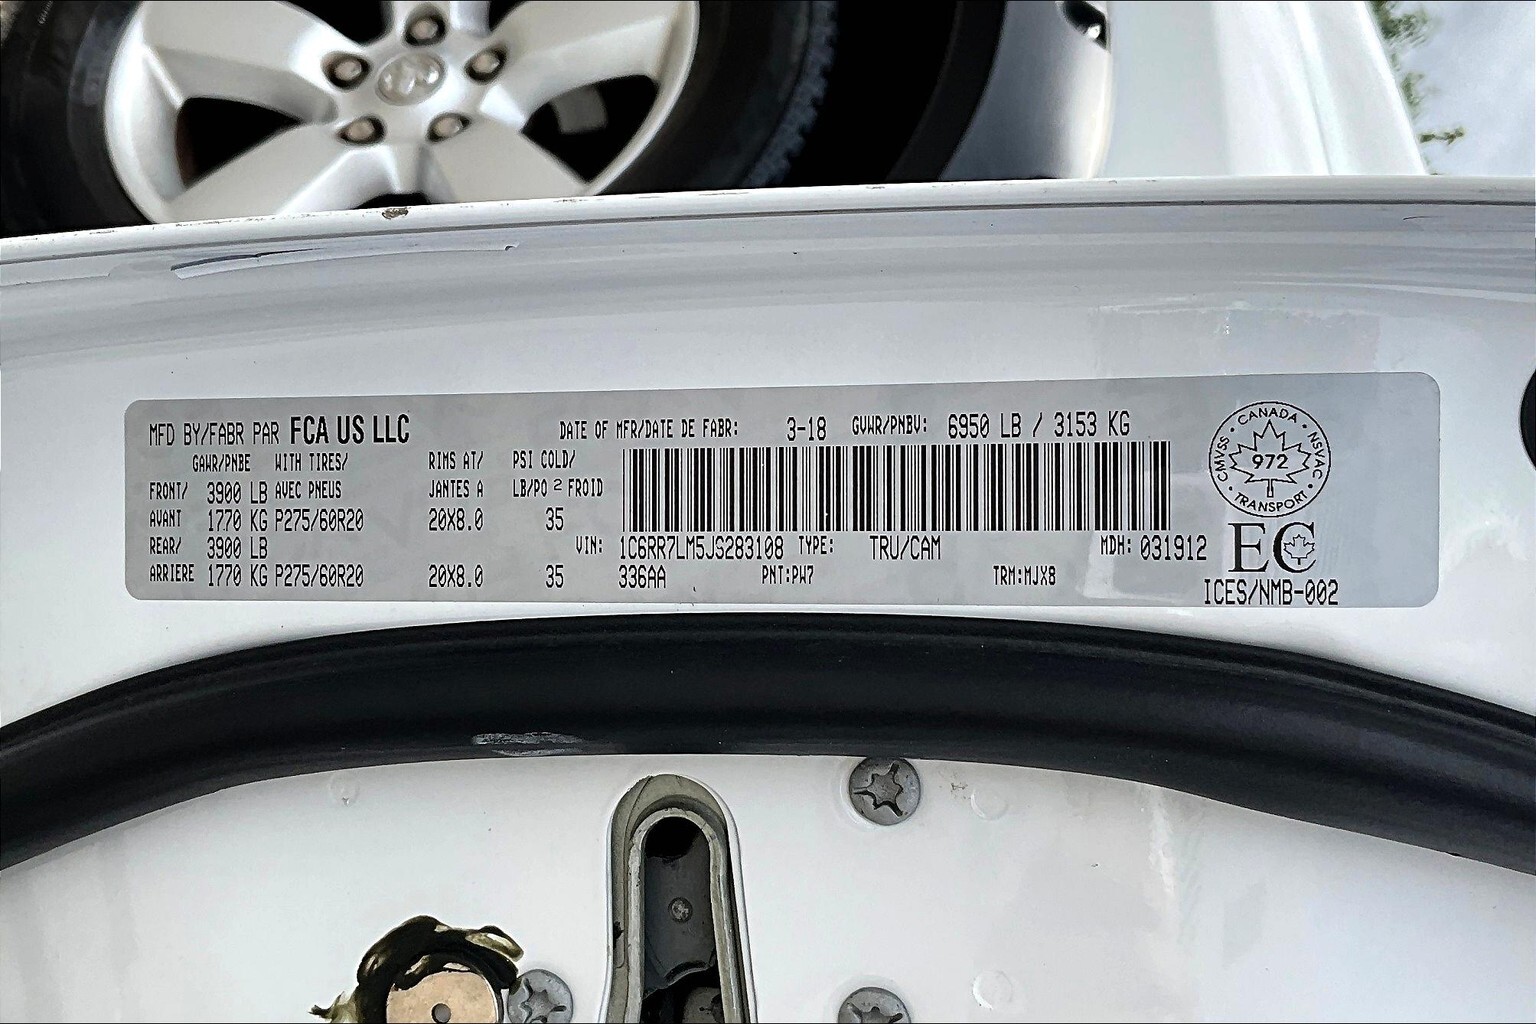 MFD BY/FABR PAR FCA US LLC DATE OF MFR/DATE DE FABR: 3-18 GVWR/PNBV: 6950 LB / 3153 KG
GAWR/PNBE WITH TIRES/ RIMS AT/ PSI COLD/
FRONT/ 3900 LB AVEC PNEUS JANTES A LB/PO 2 FROID
AVANT 1770 KG P275/60R20 20X8.0 35
REAR/ 3900 LB VIN: 1C6RR7LM5JS283108 TYPE: TRU/CAM MDH: 031912
ARRIERE 1770 KG P275/60R20 20X8.0 35 336AA PNT:PW7 TRM:MJX8
CANADA
CMVSS 972 NSVAC
TRANSPORT
EC
ICES/NMB-002